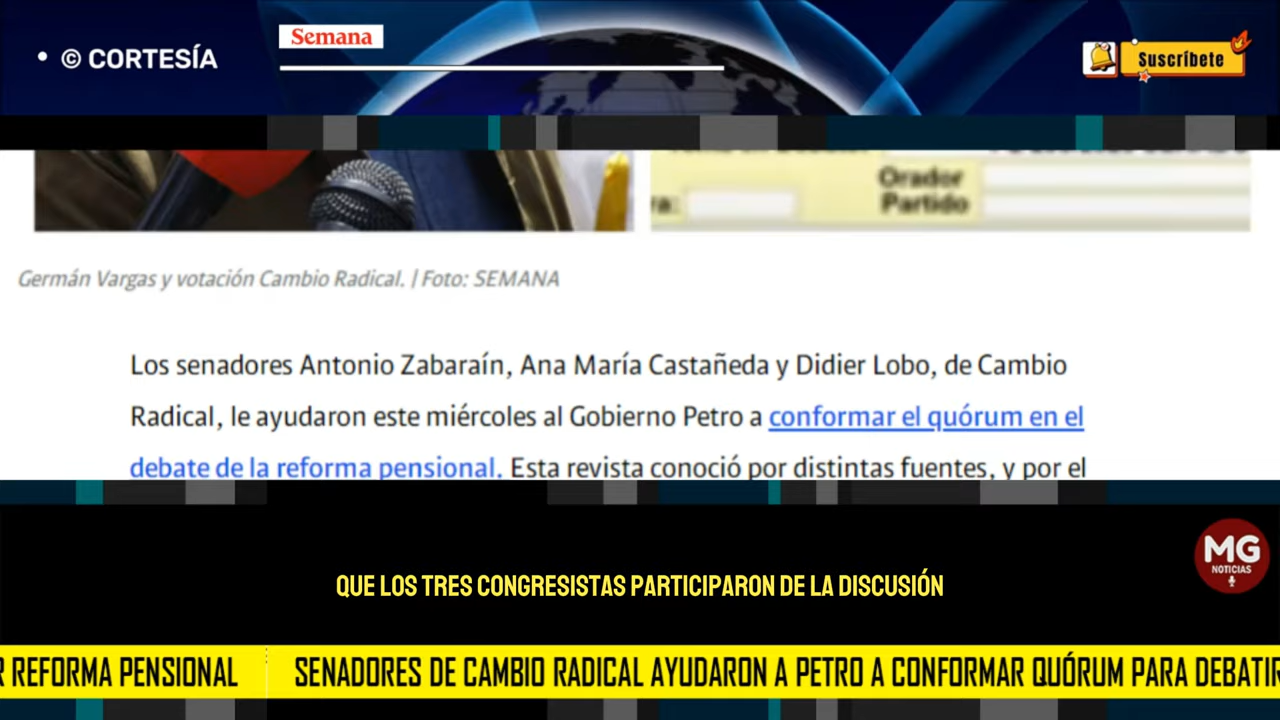 • © CORTESÍA
Semana
Suscríbete
Orador
Partido
Germán Vargas y votación Cambio Radical. | Foto: SEMANA
Los senadores Antonio Zabaraín, Ana María Castañeda y Didier Lobo, de Cambio
Radical, le ayudaron este miércoles al Gobierno Petro a conformar el quórum en el
debate de la reforma pensional. Esta revista conoció por distintas fuentes, y por el
MG
NOTICIAS
QUE LOS TRES CONGRESISTAS PARTICIPARON DE LA DISCUSIÓN
R REFORMA PENSIONAL SENADORES DE CAMBIO RADICAL AYUDARON A PETRO A CONFORMAR QUÓRUM PARA DEBATIR